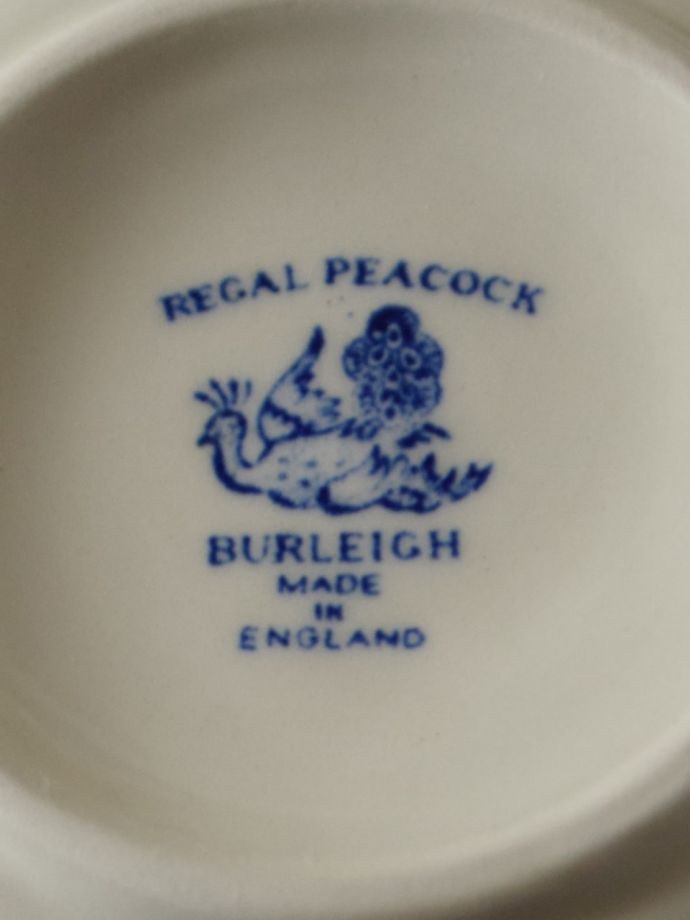 REGAL PEACOCK
BURLEIGH
MADE
IN
ENGLAND